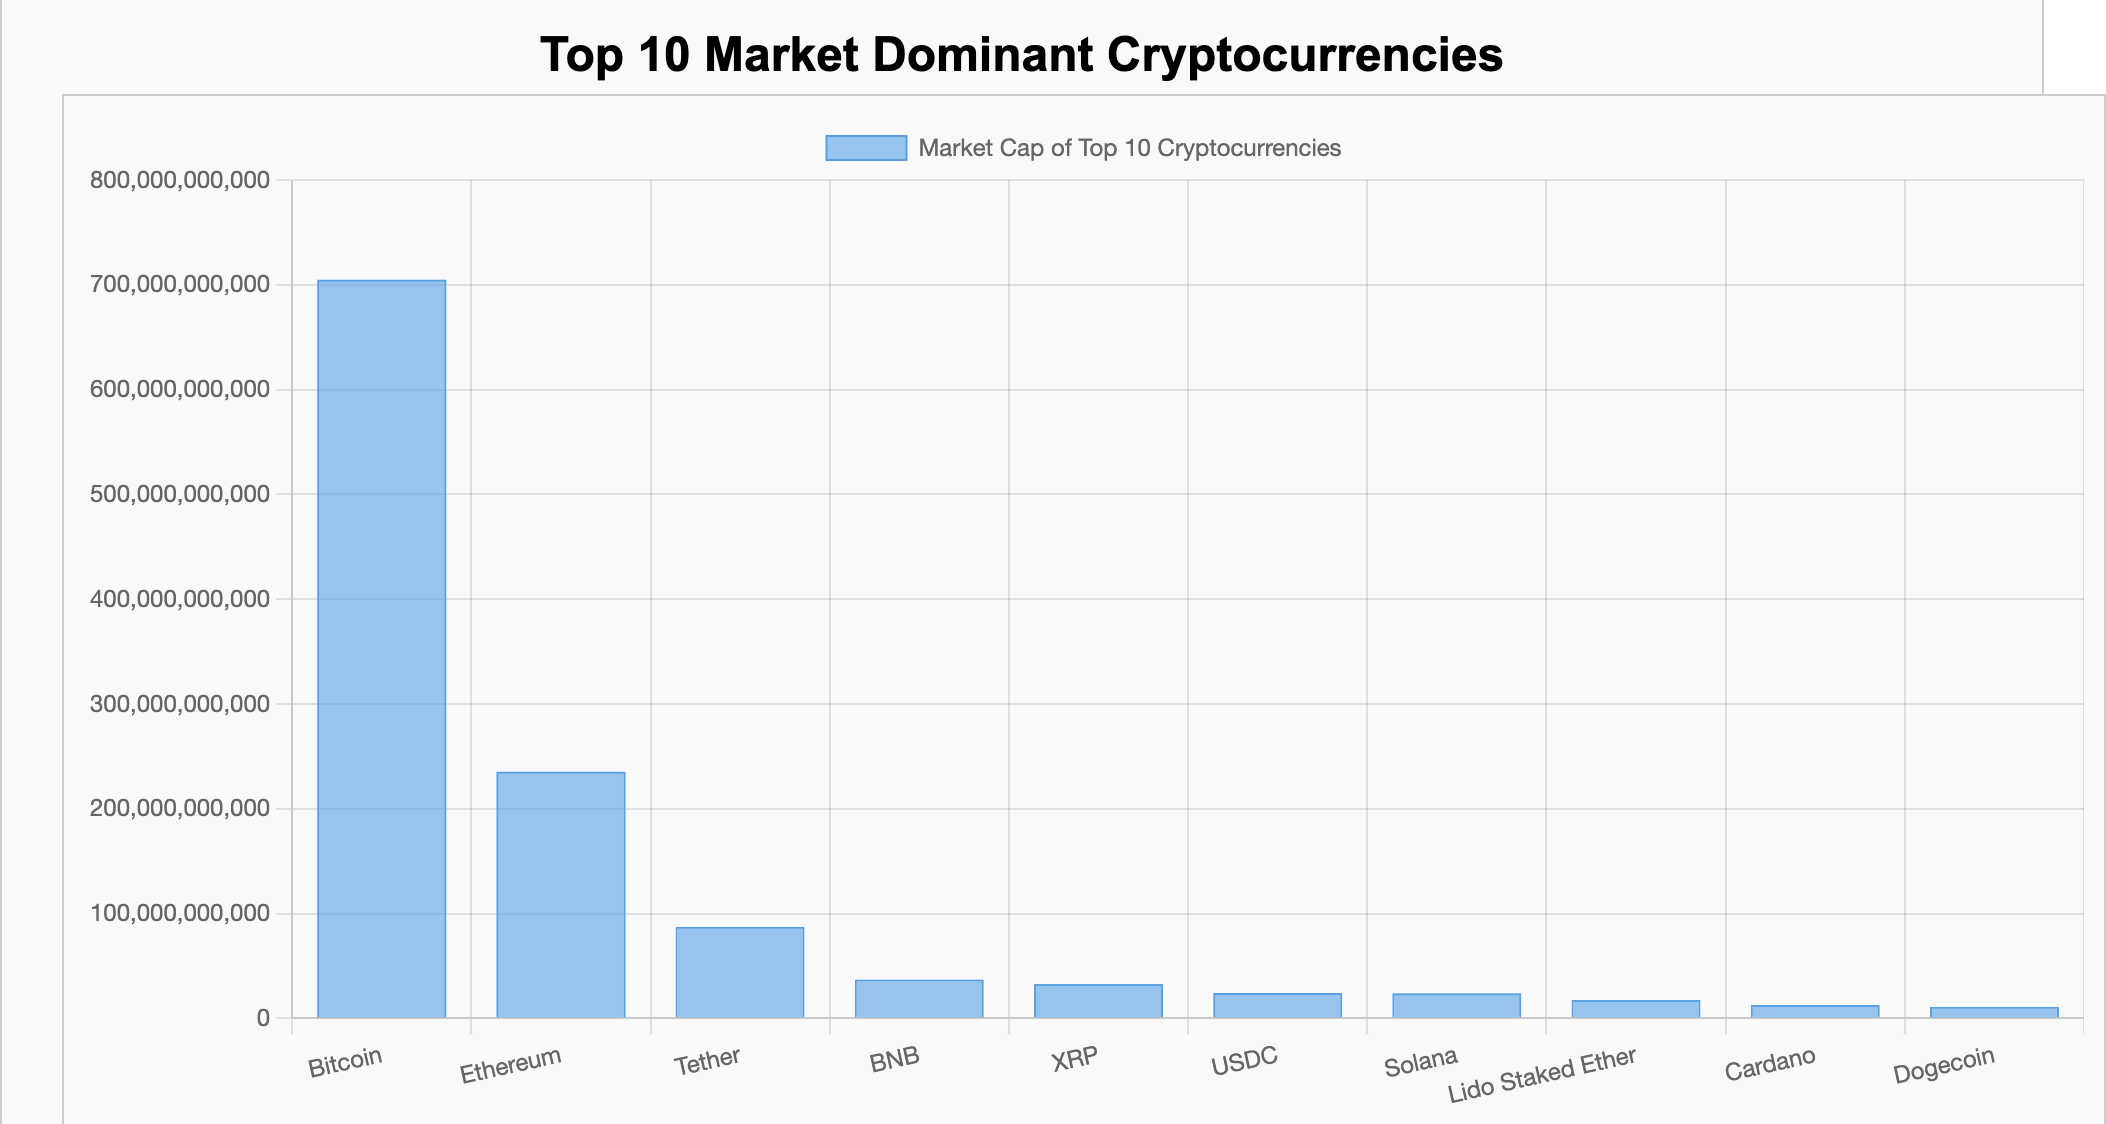 Top 10 Market Dominant Cryptocurrencies
Market Cap of Top 10 Cryptocurrencies
800,000,000,000
700,000,000,000
600,000,000,000
500,000,000,000
400,000,000,000
300,000,000,000
200,000,000,000
100,000,000,000
0
Bitcoin
Ethereum
Tether
BNB
XRP
USDC
Solana
Lido Staked Ether
Cardano
Dogecoin